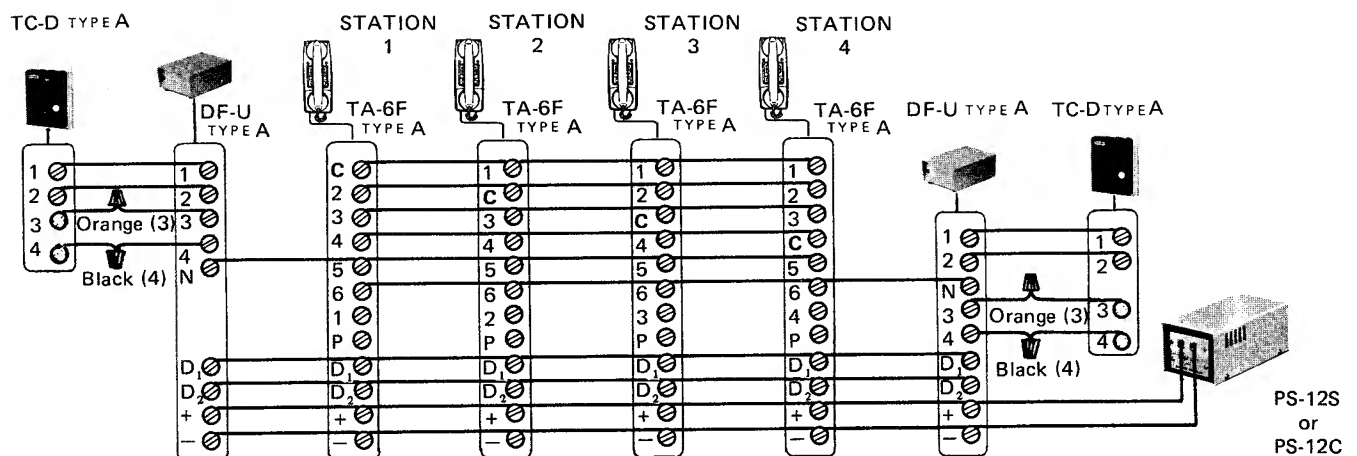 TC-D TYPE A
DF-U
TYPE A
STATION
1
TA-6F
TYPE A
STATION
2
TA-6F
TYPE A
STATION
3
TA-6F
TYPE A
STATION
4
TA-6F
TYPE A
DF-U TYPE A
TC-D TYPE A
1
2
3
4
Orange (3)
Black (4)
1
2
3
4
N
D1
D2
+
−
C
2
3
4
5
6
1
P
D1
D2
+
−
1
C
3
4
5
6
2
P
D1
D2
+
−
1
2
C
4
5
6
3
P
D1
D2
+
−
1
2
3
C
5
6
4
P
D1
D2
+
−
1
2
N
3
4
D1
D2
+
−
Orange (3)
Black (4)
1
2
3
4
PS-12S
or
PS-12C